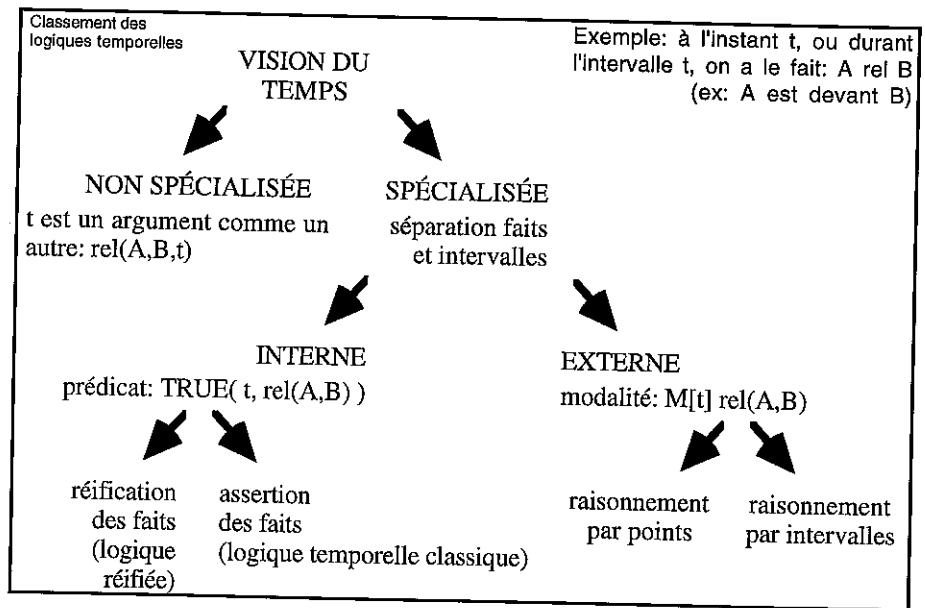 Classement des
logiques temporelles
Exemple: à l'instant t, ou durant
l'intervalle t, on a le fait: A rel B
(ex: A est devant B)
VISION DU
TEMPS
NON SPÉCIALISÉE
t est un argument comme un
autre: rel(A,B,t)
SPÉCIALISÉE
séparation faits
et intervalles
INTERNE
prédicat: TRUE( t, rel(A,B) )
EXTERNE
modalité: M[t] rel(A,B)
réification
des faits
(logique
réifiée)
assertion
des faits
(logique temporelle classique)
raisonnement
par points
raisonnement
par intervalles